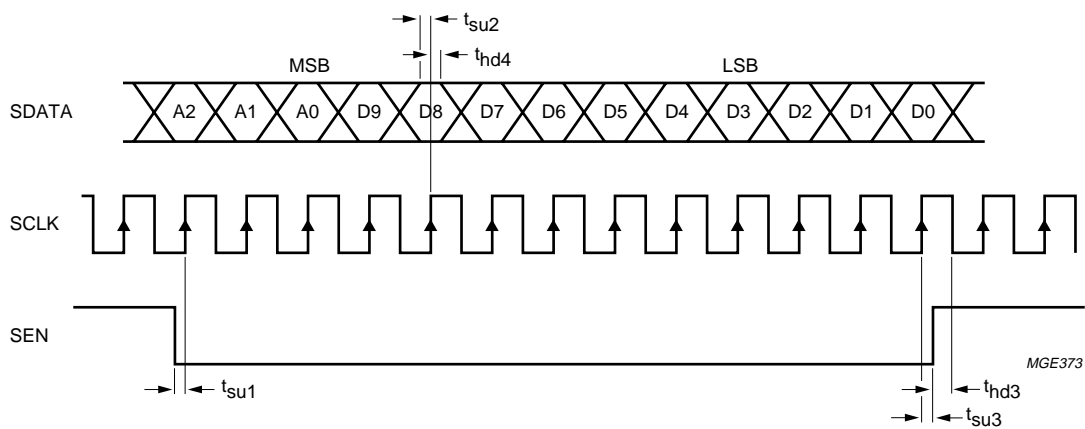 tsu2
thd4
MSB LSB
SDATA A2 A1 A0 D9 D8 D7 D6 D5 D4 D3 D2 D1 D0
SCLK
SEN
MGE373
tsu1 thd3
tsu3